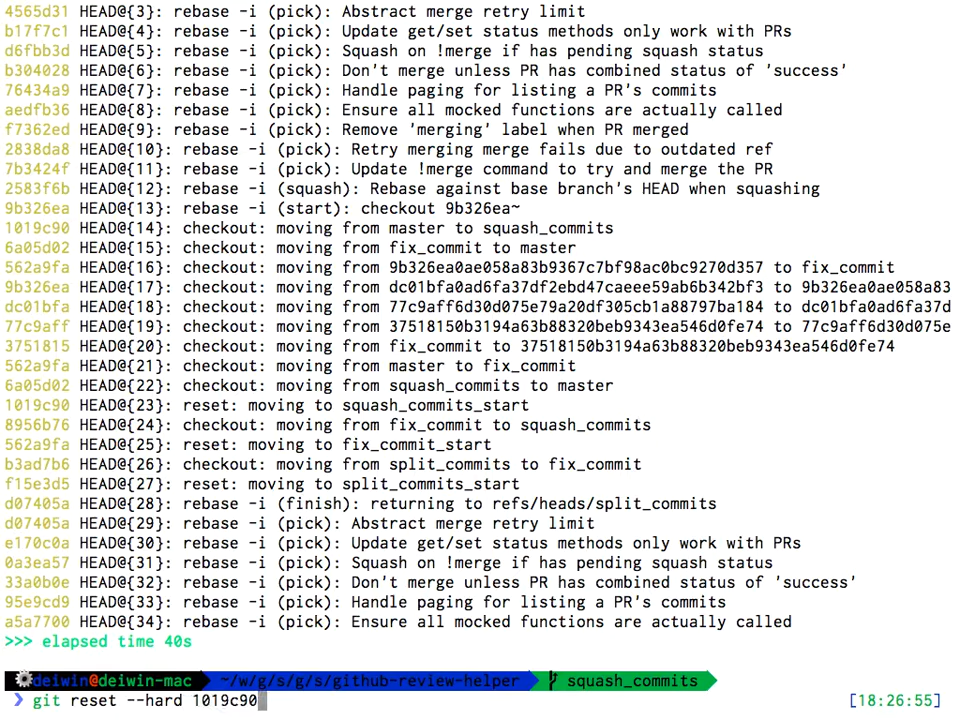 4565d31 HEAD@{3}: rebase -i (pick): Abstract merge retry limit
b17f7c1 HEAD@{4}: rebase -i (pick): Update get/set status methods only work with PRs
d6fbb3d HEAD@{5}: rebase -i (pick): Squash on !merge if has pending squash status
b304028 HEAD@{6}: rebase -i (pick): Don't merge unless PR has combined status of 'success'
76434a9 HEAD@{7}: rebase -i (pick): Handle paging for listing a PR's commits
aedfb36 HEAD@{8}: rebase -i (pick): Ensure all mocked functions are actually called
f7362ed HEAD@{9}: rebase -i (pick): Remove 'merging' label when PR merged
2838da8 HEAD@{10}: rebase -i (pick): Retry merging merge fails due to outdated ref
7b3424f HEAD@{11}: rebase -i (pick): Update !merge command to try and merge the PR
2583f6b HEAD@{12}: rebase -i (squash): Rebase against base branch's HEAD when squashing
9b326ea HEAD@{13}: rebase -i (start): checkout 9b326ea~
1019c90 HEAD@{14}: checkout: moving from master to squash_commits
6a05d02 HEAD@{15}: checkout: moving from fix_commit to master
562a9fa HEAD@{16}: checkout: moving from 9b326ea0ae058a83b9367c7bf98ac0bc9270d357 to fix_commit
9b326ea HEAD@{17}: checkout: moving from dc01bfa0ad6fa37df2ebd47caeee59ab6b342bf3 to 9b326ea0ae058a83
dc01bfa HEAD@{18}: checkout: moving from 77c9aff6d30d075e79a20df305cb1a88797ba184 to dc01bfa0ad6fa37d
77c9aff HEAD@{19}: checkout: moving from 37518150b3194a63b88320beb9343ea546d0fe74 to 77c9aff6d30d075e
3751815 HEAD@{20}: checkout: moving from fix_commit to 37518150b3194a63b88320beb9343ea546d0fe74
562a9fa HEAD@{21}: checkout: moving from master to fix_commit
6a05d02 HEAD@{22}: checkout: moving from squash_commits to master
1019c90 HEAD@{23}: reset: moving to squash_commits_start
8956b76 HEAD@{24}: checkout: moving from fix_commit to squash_commits
562a9fa HEAD@{25}: reset: moving to fix_commit_start
b3ad7b6 HEAD@{26}: checkout: moving from split_commits to fix_commit
f15e3d5 HEAD@{27}: reset: moving to split_commits_start
d07405a HEAD@{28}: rebase -i (finish): returning to refs/heads/split_commits
d07405a HEAD@{29}: rebase -i (pick): Abstract merge retry limit
e170c0a HEAD@{30}: rebase -i (pick): Update get/set status methods only work with PRs
0a3ea57 HEAD@{31}: rebase -i (pick): Squash on !merge if has pending squash status
33a0b0e HEAD@{32}: rebase -i (pick): Don't merge unless PR has combined status of 'success'
95e9cd9 HEAD@{33}: rebase -i (pick): Handle paging for listing a PR's commits
a5a7700 HEAD@{34}: rebase -i (pick): Ensure all mocked functions are actually called
>>> elapsed time 40s
deiwin@deiwin-mac ~/w/g/s/g/s/github-review-helper squash_commits
❯ git reset --hard 1019c90 [18:26:55]